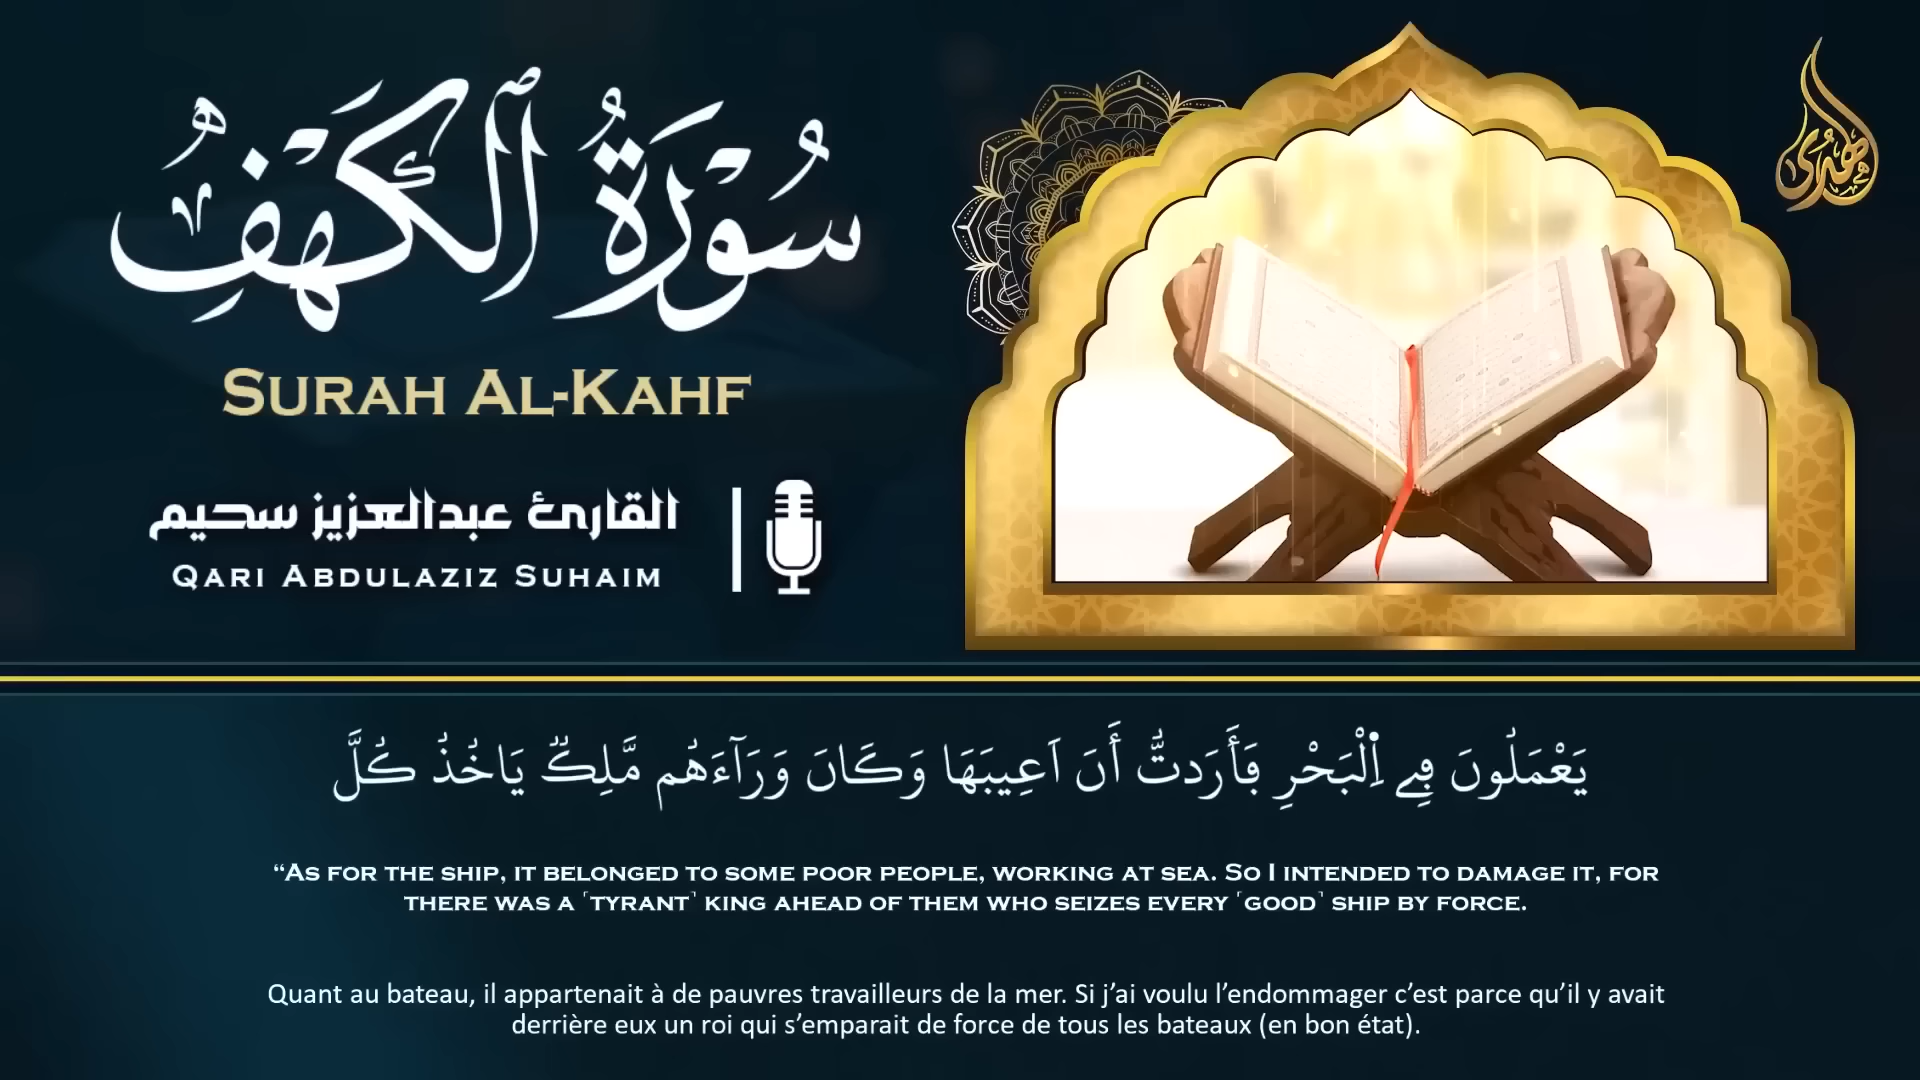 سُورَةُ ٱلْكَهْفِ
SURAH AL-KAHF
القارئ عبدالعزيز سحيم
QARI ABDULAZIZ SUHAIM
الهدى
يَعْمَلُونَ فِے اِ۬لْبَحْرِ فَأَرَدتُّ أَنَ اَعِيبَهَا وَكَانَ وَرَآءَهُم مَّلِكٞ يَاخُذُ كُلَّ
“AS FOR THE SHIP, IT BELONGED TO SOME POOR PEOPLE, WORKING AT SEA. SO I INTENDED TO DAMAGE IT, FOR
THERE WAS A ˹TYRANT˺ KING AHEAD OF THEM WHO SEIZES EVERY ˹GOOD˺ SHIP BY FORCE.
Quant au bateau, il appartenait à de pauvres travailleurs de la mer. Si j’ai voulu l’endommager c’est parce qu’il y avait
derrière eux un roi qui s’emparait de force de tous les bateaux (en bon état).